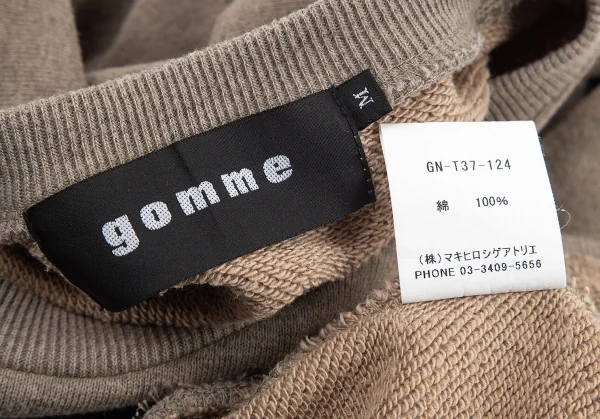 gomme
M
GN-T37-124
綿 100%
(株)マキヒロシゲアトリエ
PHONE 03-3409-5656